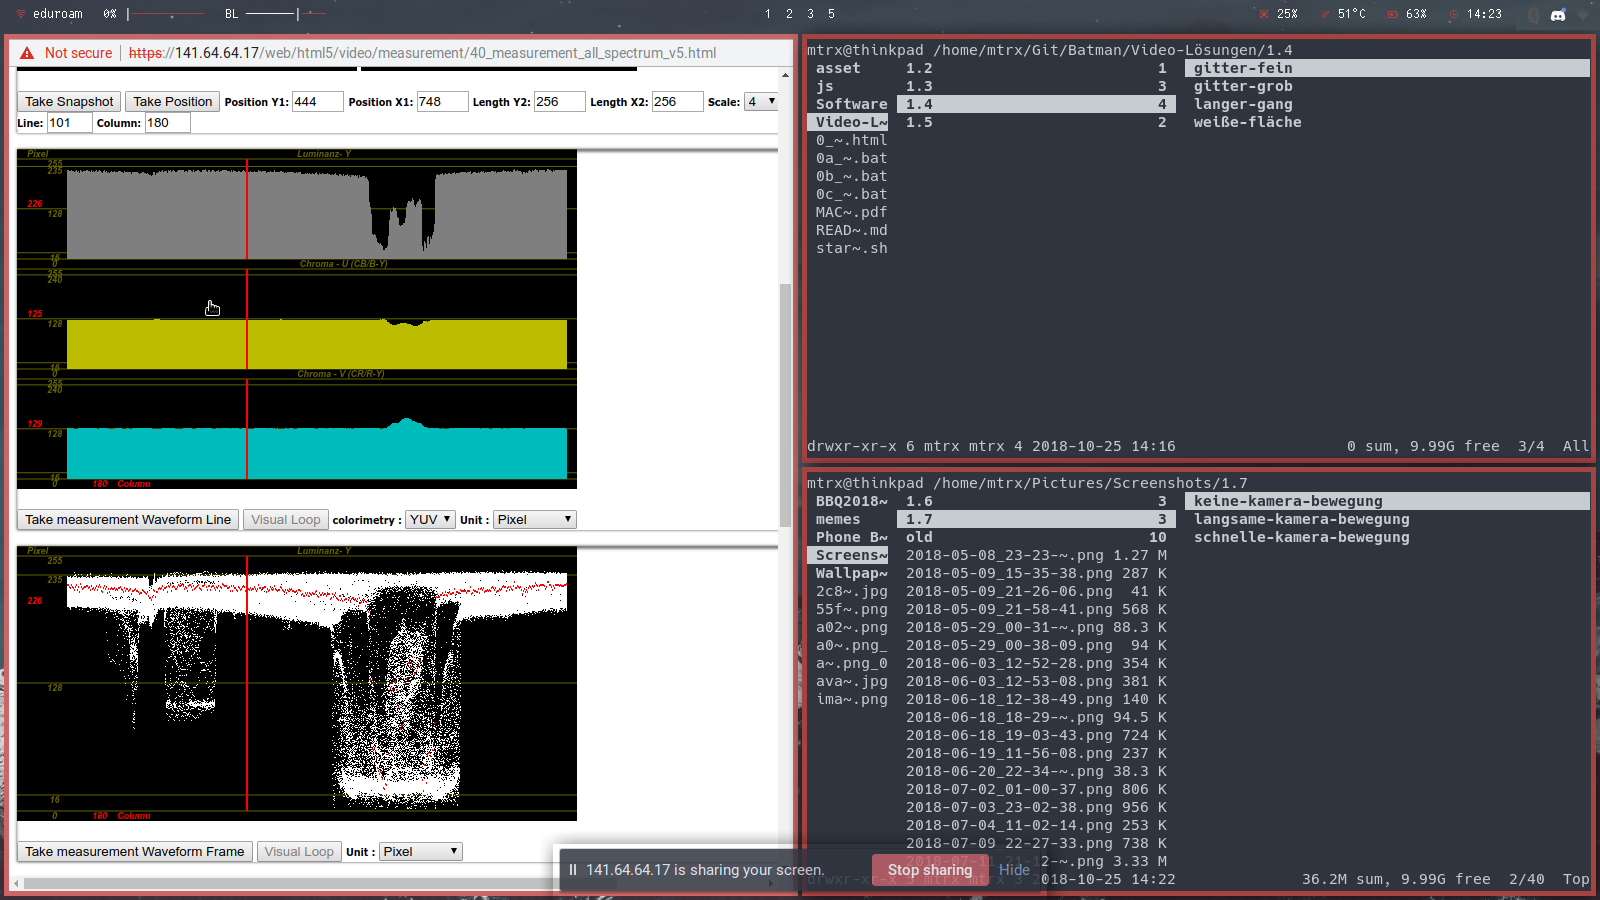 eduroam 0% BL 1 2 3 5 25% 51°C 63% 14:23
Not secure https://141.64.64.17/web/html5/video/measurement/40_measurement_all_spectrum_v5.html
Take Snapshot Take Position Position Y1: 444 Position X1: 748 Length Y2: 256 Length X2: 256 Scale: 4
Line: 101 Column: 180
Pixel Luminanz- Y
255
235
226
128
16
0
Chroma - U (CB/B-Y)
255
240
125
128
16
0
Chroma - V (CR/R-Y)
255
240
129
128
16
0
180 Column
Take measurement Waveform Line Visual Loop colorimetry : YUV Unit : Pixel
Pixel Luminanz- Y
255
235
226
128
16
0
180 Column
Take measurement Waveform Frame Visual Loop Unit : Pixel
mtrx@thinkpad /home/mtrx/Git/Batman/Video-Lösungen/1.4
asset 1.2 1 gitter-fein
js 1.3 3 gitter-grob
Software 1.4 4 langer-gang
Video-L~ 1.5 2 weiße-fläche
0_~.html
0a_~.bat
0b_~.bat
0c_~.bat
MAC~.pdf
READ~.md
star~.sh
drwxr-xr-x 6 mtrx mtrx 4 2018-10-25 14:16 0 sum, 9.99G free 3/4 All
mtrx@thinkpad /home/mtrx/Pictures/Screenshots/1.7
BBQ2018~ 1.6 3 keine-kamera-bewegung
memes 1.7 3 langsame-kamera-bewegung
Phone B~ old 10 schnelle-kamera-bewegung
Screens~ 2018-05-08_23-23-~.png 1.27 M
Wallpap~ 2018-05-09_15-35-38.png 287 K
2c8~.jpg 2018-05-09_21-26-06.png 41 K
55f~.png 2018-05-09_21-58-41.png 568 K
a02~.png 2018-05-29_00-31-~.png 88.3 K
a0~.png_ 2018-05-29_00-38-09.png 94 K
a~.png_0 2018-06-03_12-52-28.png 354 K
ava~.jpg 2018-06-03_12-53-08.png 381 K
ima~.png 2018-06-18_12-38-49.png 140 K
2018-06-18_18-29-~.png 94.5 K
2018-06-18_19-03-43.png 724 K
2018-06-19_11-56-08.png 237 K
2018-06-20_22-34-~.png 38.3 K
2018-07-02_01-00-37.png 806 K
2018-07-03_23-02-38.png 956 K
2018-07-04_11-02-14.png 253 K
2018-07-09_22-27-33.png 738 K
2018-07-11_21-12-~.png 3.33 M
drwxr-xr-x 5 mtrx mtrx 3 2018-10-25 14:22 36.2M sum, 9.99G free 2/40 Top
141.64.64.17 is sharing your screen. Stop sharing Hide